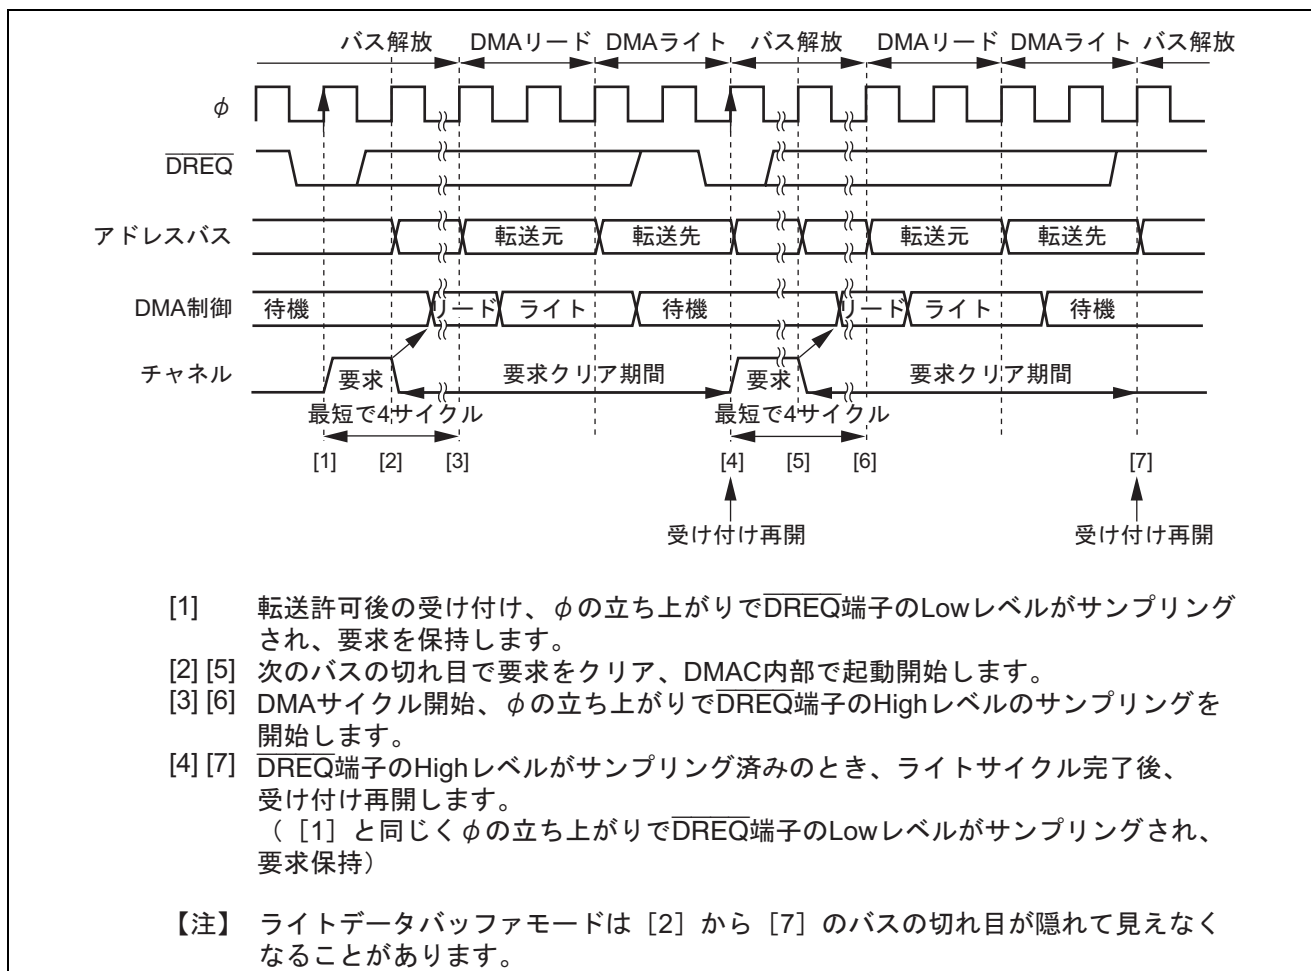 バス解放 DMAリード DMAライト バス解放 DMAリード DMAライト バス解放
φ
DREQ
アドレスバス 転送元 転送先 転送元 転送先
DMA制御 待機 リード ライト 待機 リード ライト 待機
チャネル 要求 要求クリア期間 要求 要求クリア期間
最短で4サイクル 最短で4サイクル
[1] [2] [3] [4] [5] [6] [7]
受け付け再開 受け付け再開
[1] 転送許可後の受け付け、φの立ち上がりでDREQ端子のLowレベルがサンプリング
され、要求を保持します。
[2] [5] 次のバスの切れ目で要求をクリア、DMAC内部で起動開始します。
[3] [6] DMAサイクル開始、φの立ち上がりでDREQ端子のHighレベルのサンプリングを
開始します。
[4] [7] DREQ端子のHighレベルがサンプリング済みのとき、ライトサイクル完了後、
受け付け再開します。
（［1］と同じくφの立ち上がりでDREQ端子のLowレベルがサンプリングされ、
要求保持）
【注】 ライトデータバッファモードは［2］から［7］のバスの切れ目が隠れて見えなく
なることがあります。